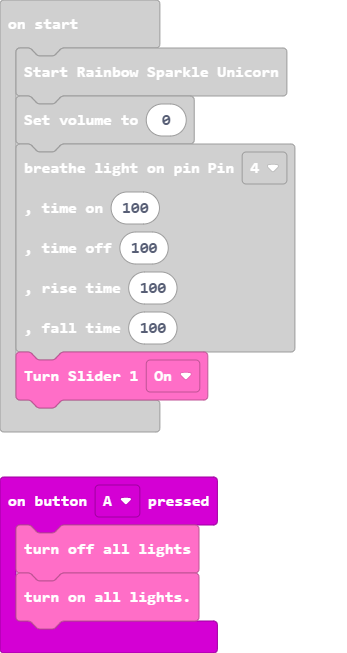 on start
Start Rainbow Sparkle Unicorn
Set volume to 0
breathe light on pin Pin 4
, time on 100
, time off 100
, rise time 100
, fall time 100
Turn Slider 1 On
on button A pressed
turn off all lights
turn on all lights.